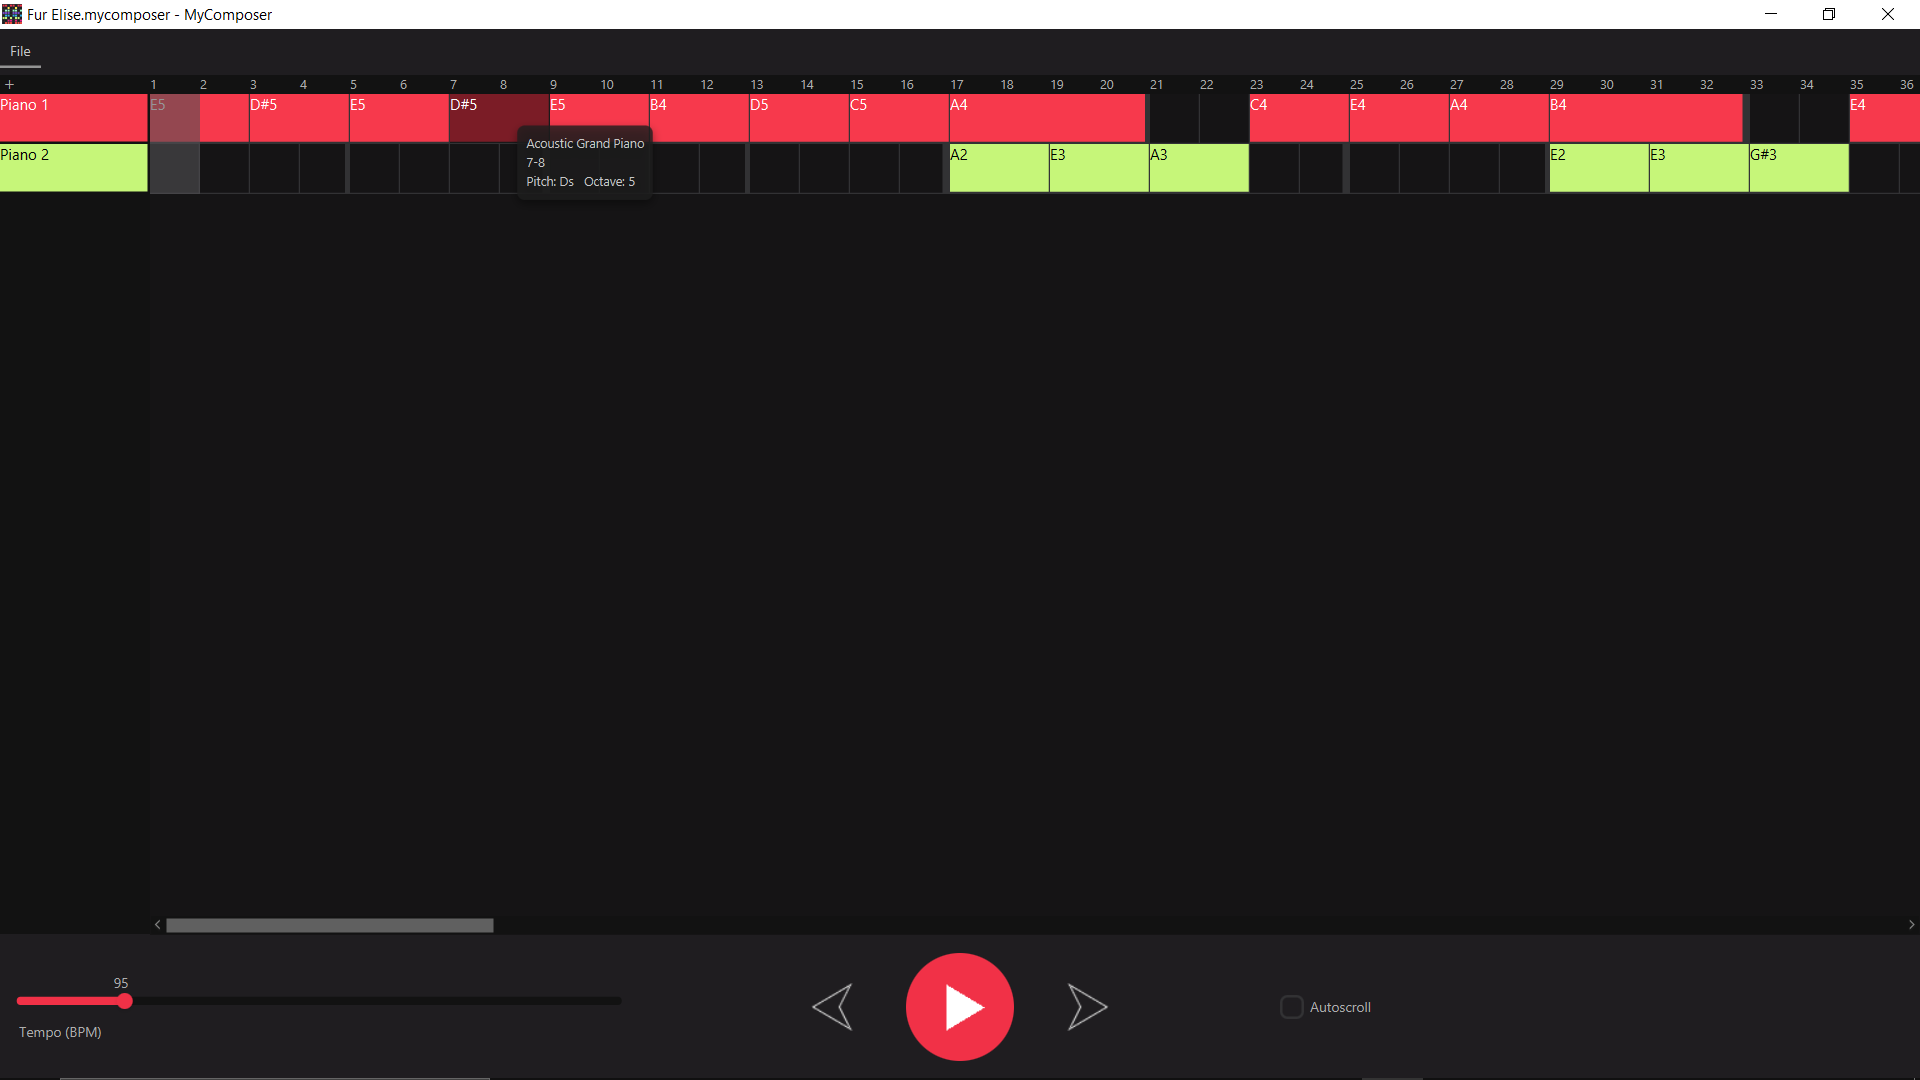 Fur Elise.mycomposer - MyComposer
File
+ 1 2 3 4 5 6 7 8 9 10 11 12 13 14 15 16 17 18 19 20 21 22 23 24 25 26 27 28 29 30 31 32 33 34 35 36
Piano 1 E5 D#5 E5 D#5 E5 B4 D5 C5 A4 C4 E4 A4 B4 E4
Piano 2 A2 E3 A3 E2 E3 G#3
Acoustic Grand Piano
7-8
Pitch: Ds Octave: 5
95
Tempo (BPM)
Autoscroll